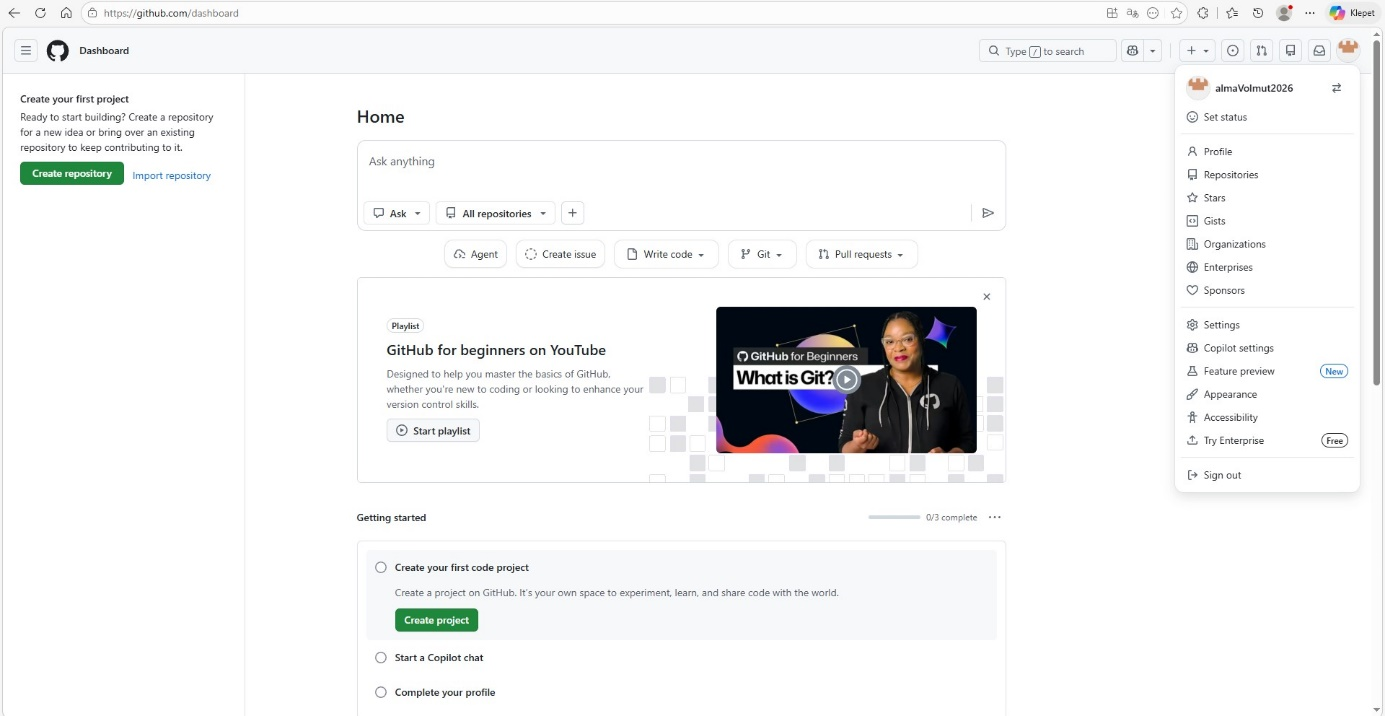 https://github.com/dashboard
Klepet
Dashboard
Type / to search
Create your first project
Ready to start building? Create a repository
for a new idea or bring over an existing
repository to keep contributing to it.
Create repository
Import repository
Home
Ask anything
Ask
All repositories
Agent
Create issue
Write code
Git
Pull requests
Playlist
GitHub for beginners on YouTube
Designed to help you master the basics of GitHub,
whether you're new to coding or looking to enhance your
version control skills.
Start playlist
GitHub for Beginners
What is Git?
Getting started
0/3 complete
Create your first code project
Create a project on GitHub. It's your own space to experiment, learn, and share code with the world.
Create project
Start a Copilot chat
Complete your profile
almaVolmut2026
Set status
Profile
Repositories
Stars
Gists
Organizations
Enterprises
Sponsors
Settings
Copilot settings
Feature preview
New
Appearance
Accessibility
Try Enterprise
Free
Sign out